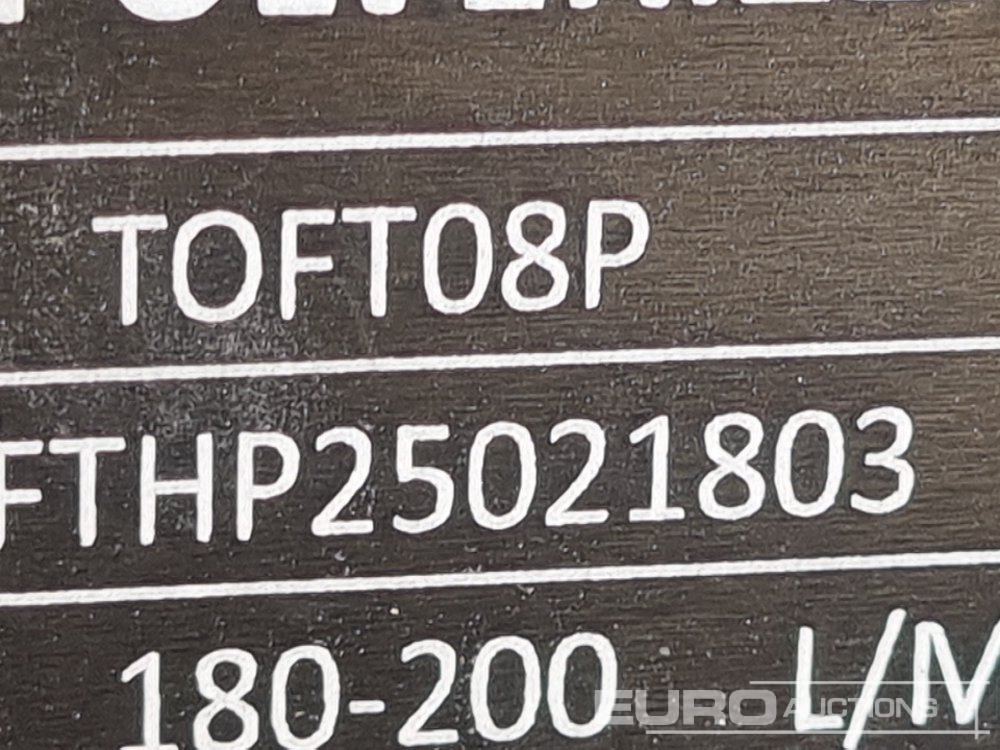 TOFT08P
FTHP25021803
180-200 L/M
EURO AUCTIONS